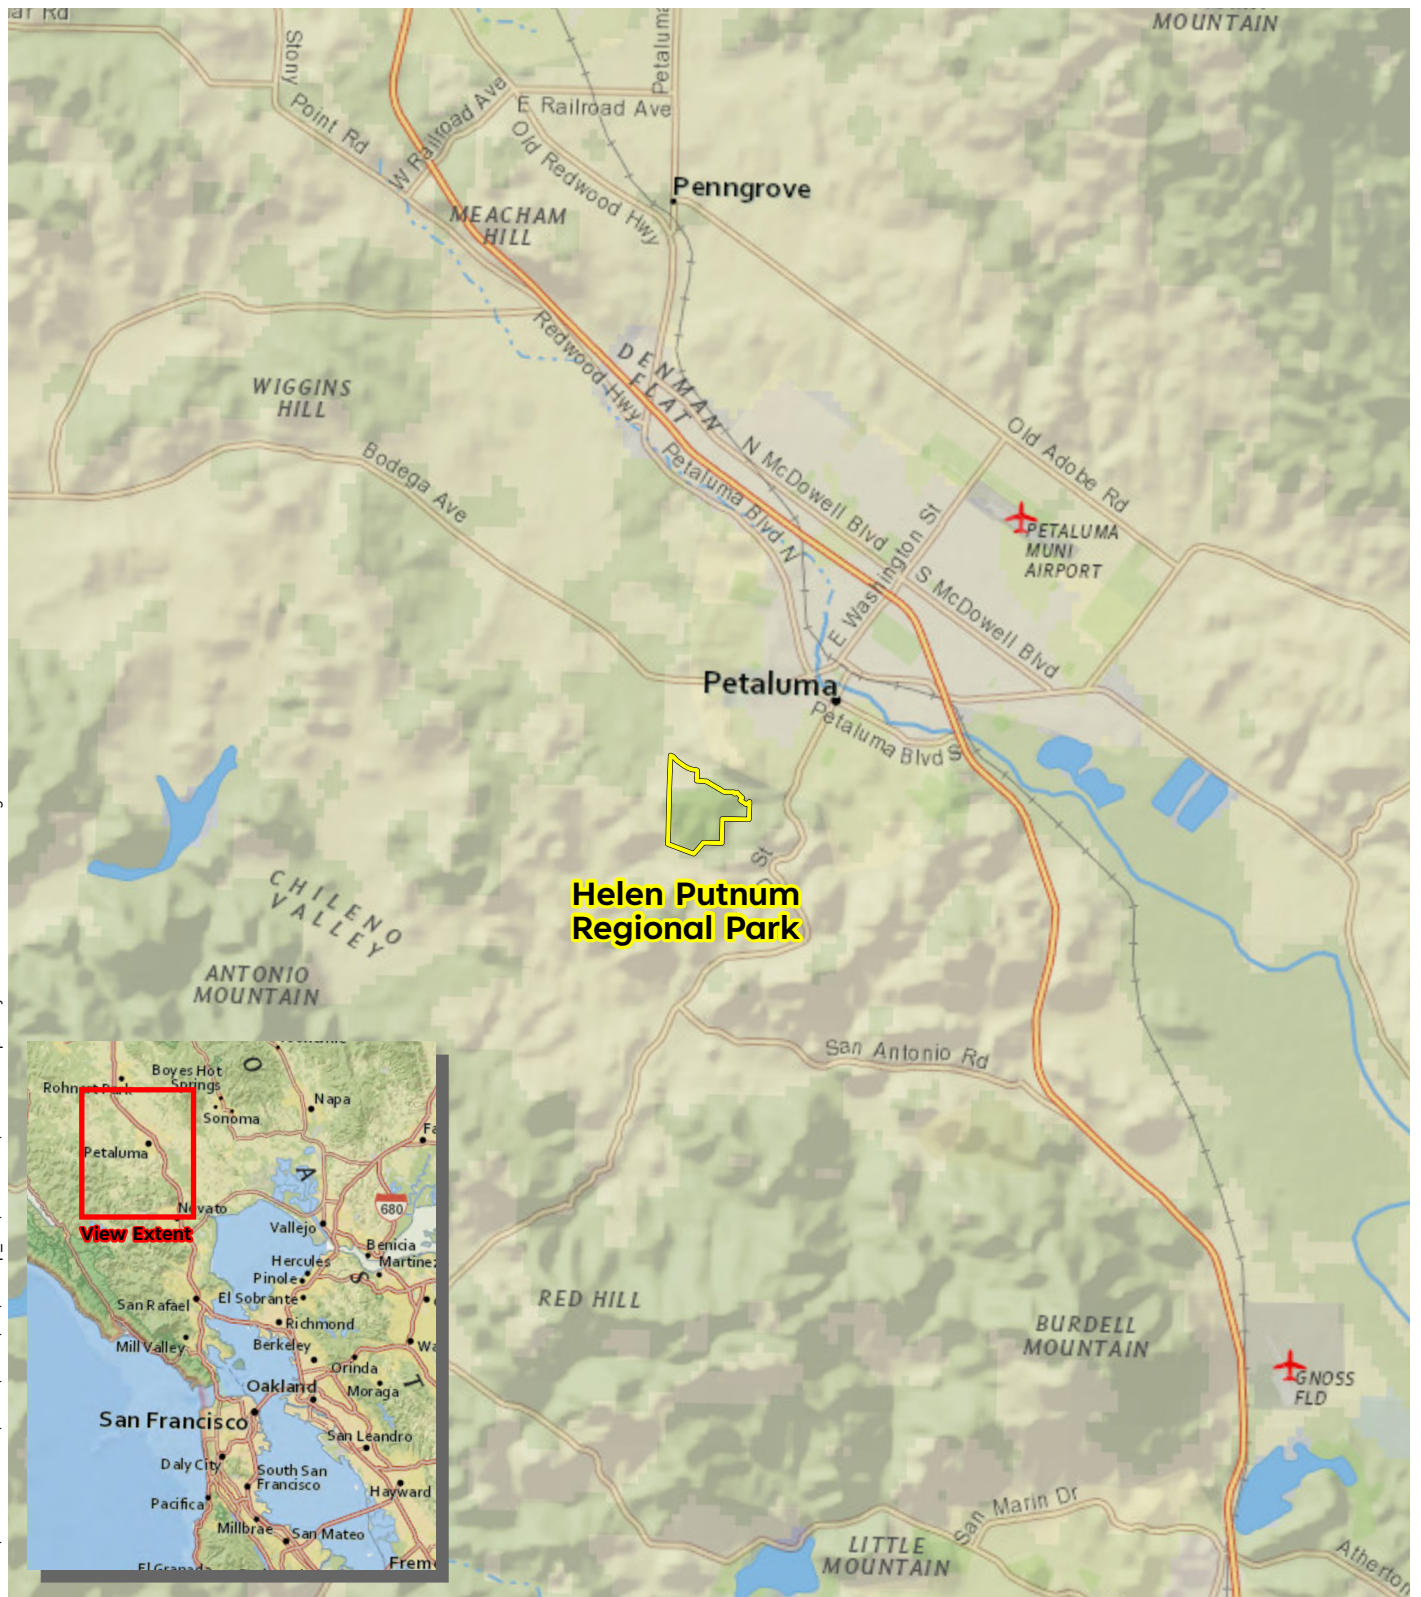 MOUNTAIN
Stony
Point Rd
W Railroad Ave
E Railroad Ave
Petaluma
Old Redwood Hwy
Penngrove
MEACHAM
HILL
WIGGINS
HILL
Redwood Hwy
DENMAN
FLAT
Bodega Ave
Petaluma Blvd N
N McDowell Blvd
Old Adobe Rd
E Washington St
PETALUMA
MUNI
AIRPORT
S McDowell Blvd
Petaluma
Petaluma Blvd S
D St
Helen Putnum
Regional Park
CHILENO
VALLEY
ANTONIO
MOUNTAIN
San Antonio Rd
RED HILL
BURDELL
MOUNTAIN
GNOSS
FLD
San Marin Dr
LITTLE
MOUNTAIN
Atherton
Rohnert Park
Boyes Hot
Springs
O
Napa
Sonoma
Petaluma
A
680
Novato
View Extent
Vallejo
Benicia
Martinez
Hercules
Pinole
S
El Sobrante
San Rafael
Richmond
Mill Valley
Berkeley
Orinda
T
Oakland
Moraga
San Francisco
San Leandro
Daly City
South San
Francisco
Hayward
Pacifica
Millbrae
San Mateo
El Granada
Frem